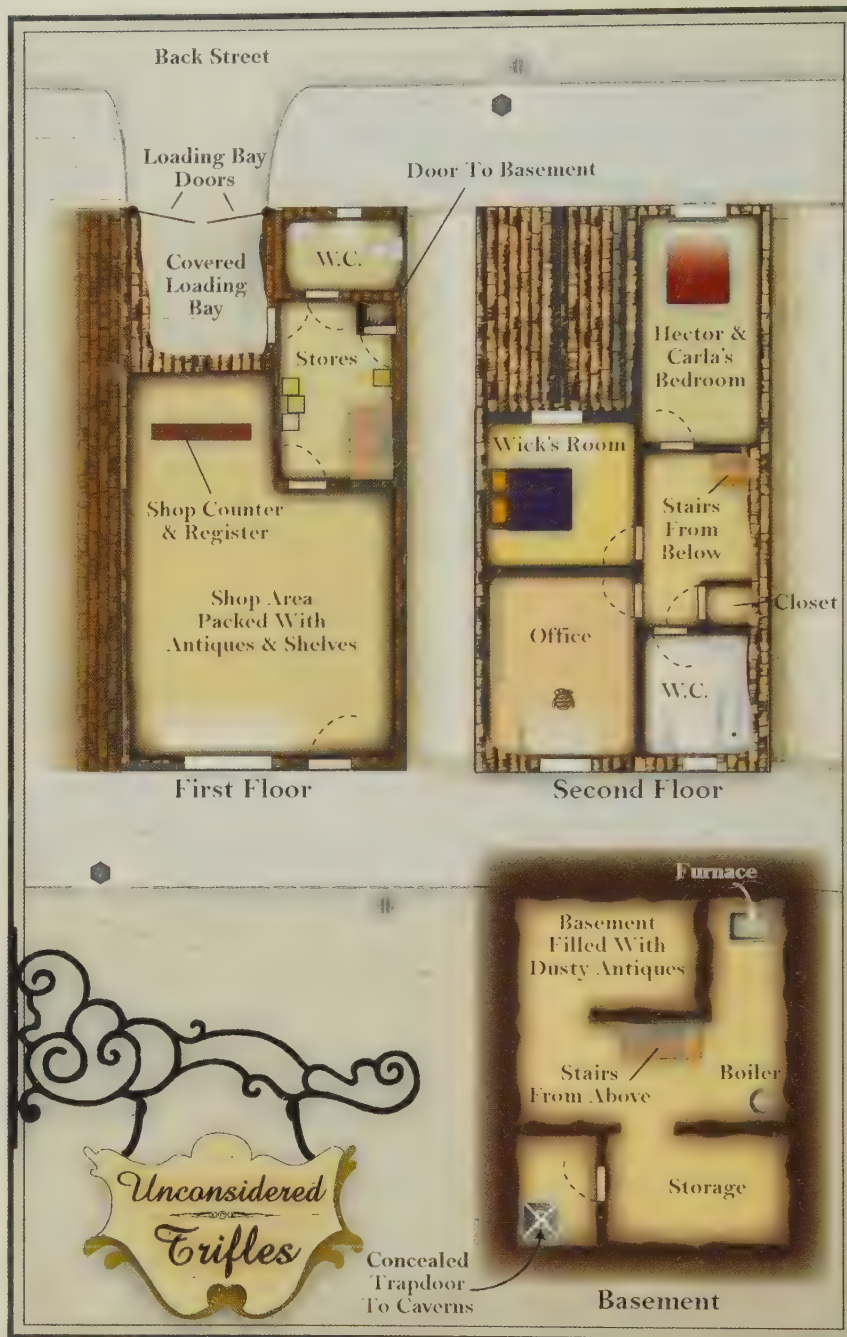 Back Street
Loading Bay
Doors
Door To Basement
Covered
Loading
Bay
W.C.
Stores
Shop Counter
& Register
Shop Area
Packed With
Antiques & Shelves
First Floor
Hector &
Carla's
Bedroom
Wick's Room
Stairs
From
Below
Closet
Office
W.C.
Second Floor
Furnace
Basement
Filled With
Dusty Antiques
Stairs
From Above
Boiler
Storage
Concealed
Trapdoor
To Caverns
Basement
Unconsidered
Trifles